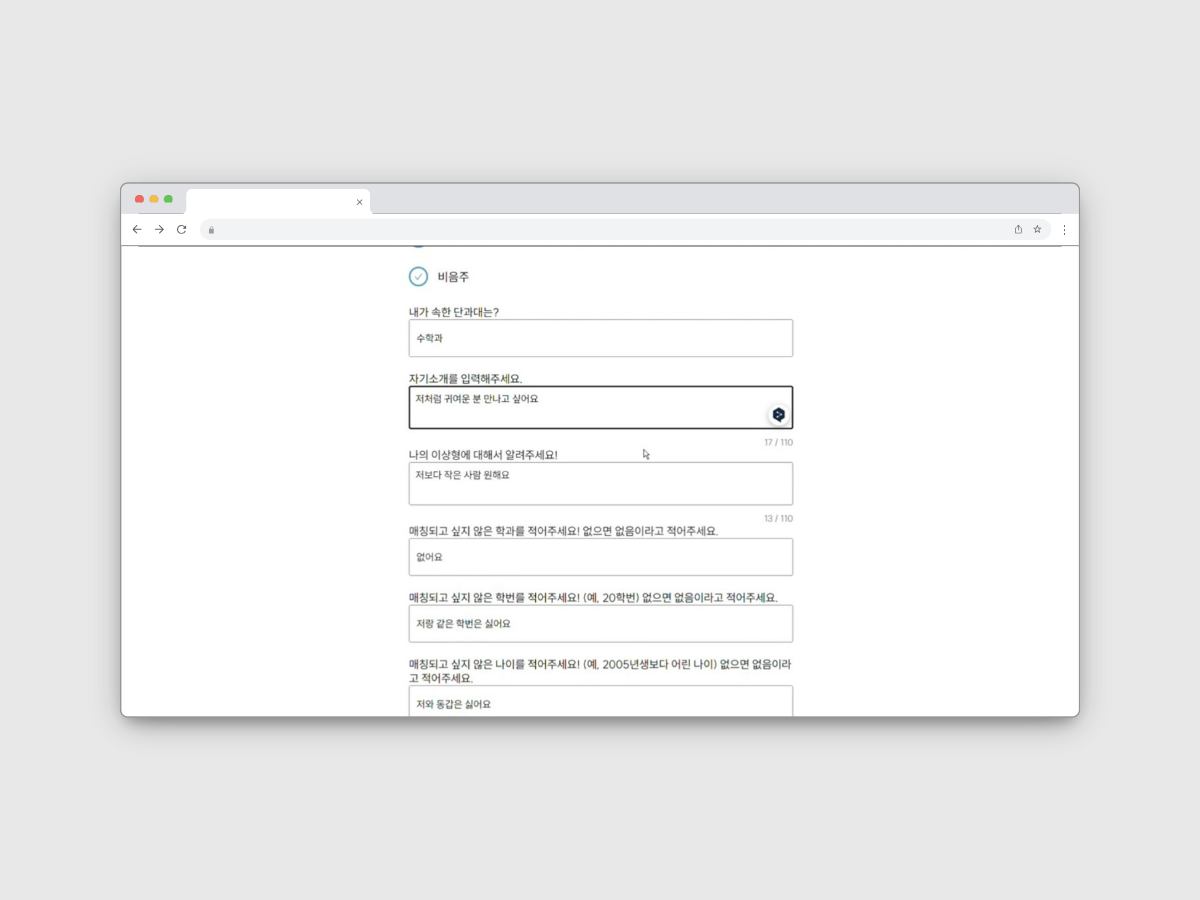 비음주
내가 속한 단과대는?
수학과
자기소개를 입력해주세요.
저처럼 귀여운 분 만나고 싶어요
17 / 110
나의 이상형에 대해서 알려주세요!
저보다 작은 사람 원해요
13 / 110
매칭되고 싶지 않은 학과를 적어주세요! 없으면 없음이라고 적어주세요.
없어요
매칭되고 싶지 않은 학번을 적어주세요! (예, 20학번) 없으면 없음이라고 적어주세요.
저랑 같은 학번은 싫어요
매칭되고 싶지 않은 나이를 적어주세요! (예, 2005년생보다 어린 나이) 없으면 없음이라
고 적어주세요.
저와 동갑은 싫어요